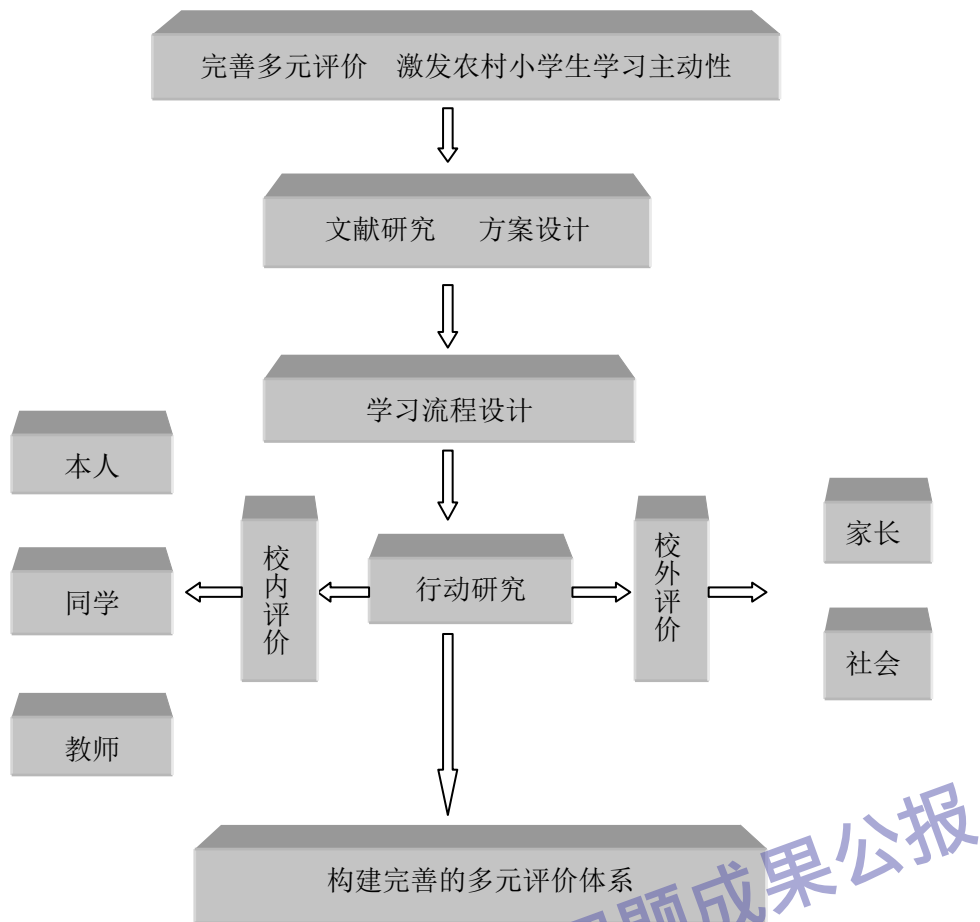 完善多元评价 激发农村小学生学习主动性
文献研究 方案设计
学习流程设计
本人
同学
教师
校内评价
行动研究
校外评价
家长
社会
构建完善的多元评价体系
题成果公报